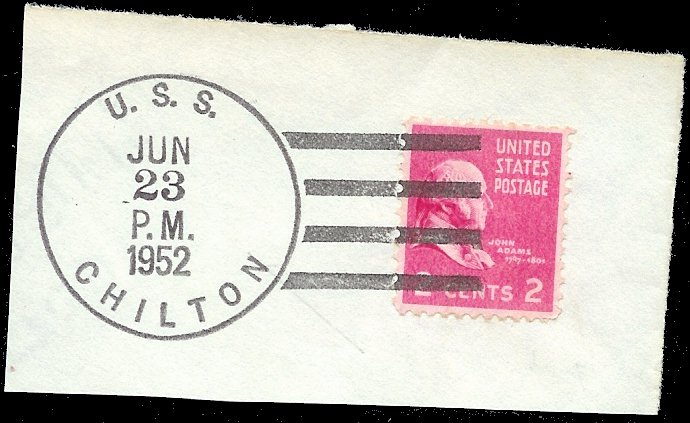 U.S.S.
JUN
23
P.M.
1952
CHILTON
UNITED
STATES
POSTAGE
JOHN
ADAMS
1797-1801
2 CENTS 2